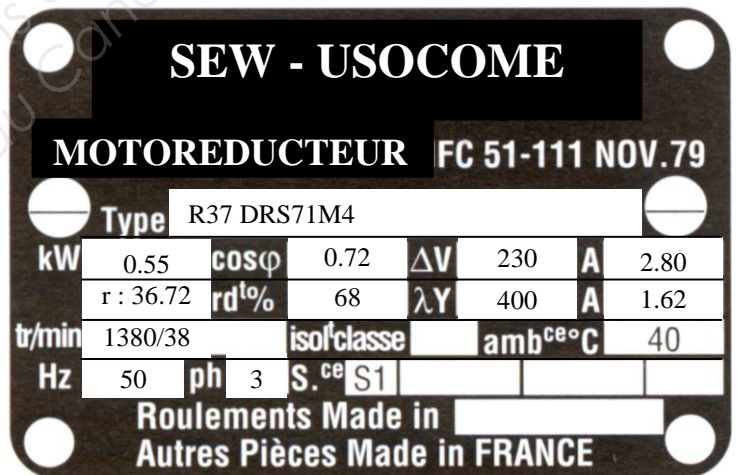 SEW - USOCOME
MOTOREDUCTEUR FC 51-111 NOV.79
Type R37 DRS71M4
kW 0.55 cosφ 0.72 ΔV 230 A 2.80
r : 36.72 rdᵗ% 68 λY 400 A 1.62
tr/min 1380/38 isolᵗclasse ambᶜᵉ°C 40
Hz 50 ph 3 S.ᶜᵉ S1
Roulements Made in
Autres Pièces Made in FRANCE